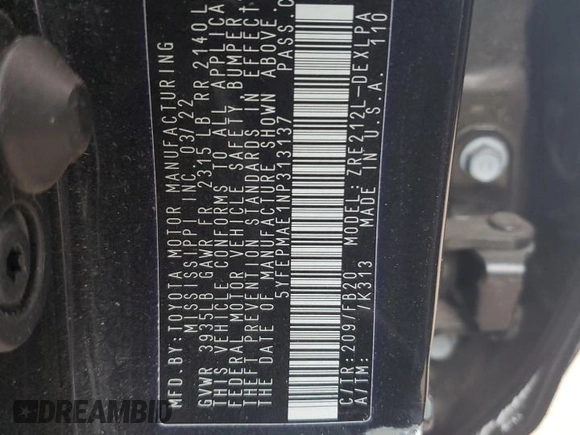 MFD.BY:TOYOTA MOTOR MANUFACTURING
MISSISSIPPI INC. 03/22
GVWR 3935LB GAWR FR 2315 LB RR 2140 L
THIS VEHICLE CONFORMS TO ALL APPLICA
FEDERAL MOTOR VEHICLE SAFETY, BUMPER
THEFT PREVENTION STANDARDS IN EFFECT
THE DATE OF MANUFACTURE SHOWN ABOVE
5YFEPMAE1NP313137 PASS.C
C/TR: 209/FB20 MODEL: ZRE212L-DEXLPA
A/TM: /K313 MADE IN U.S.A. 110
DREAMBID